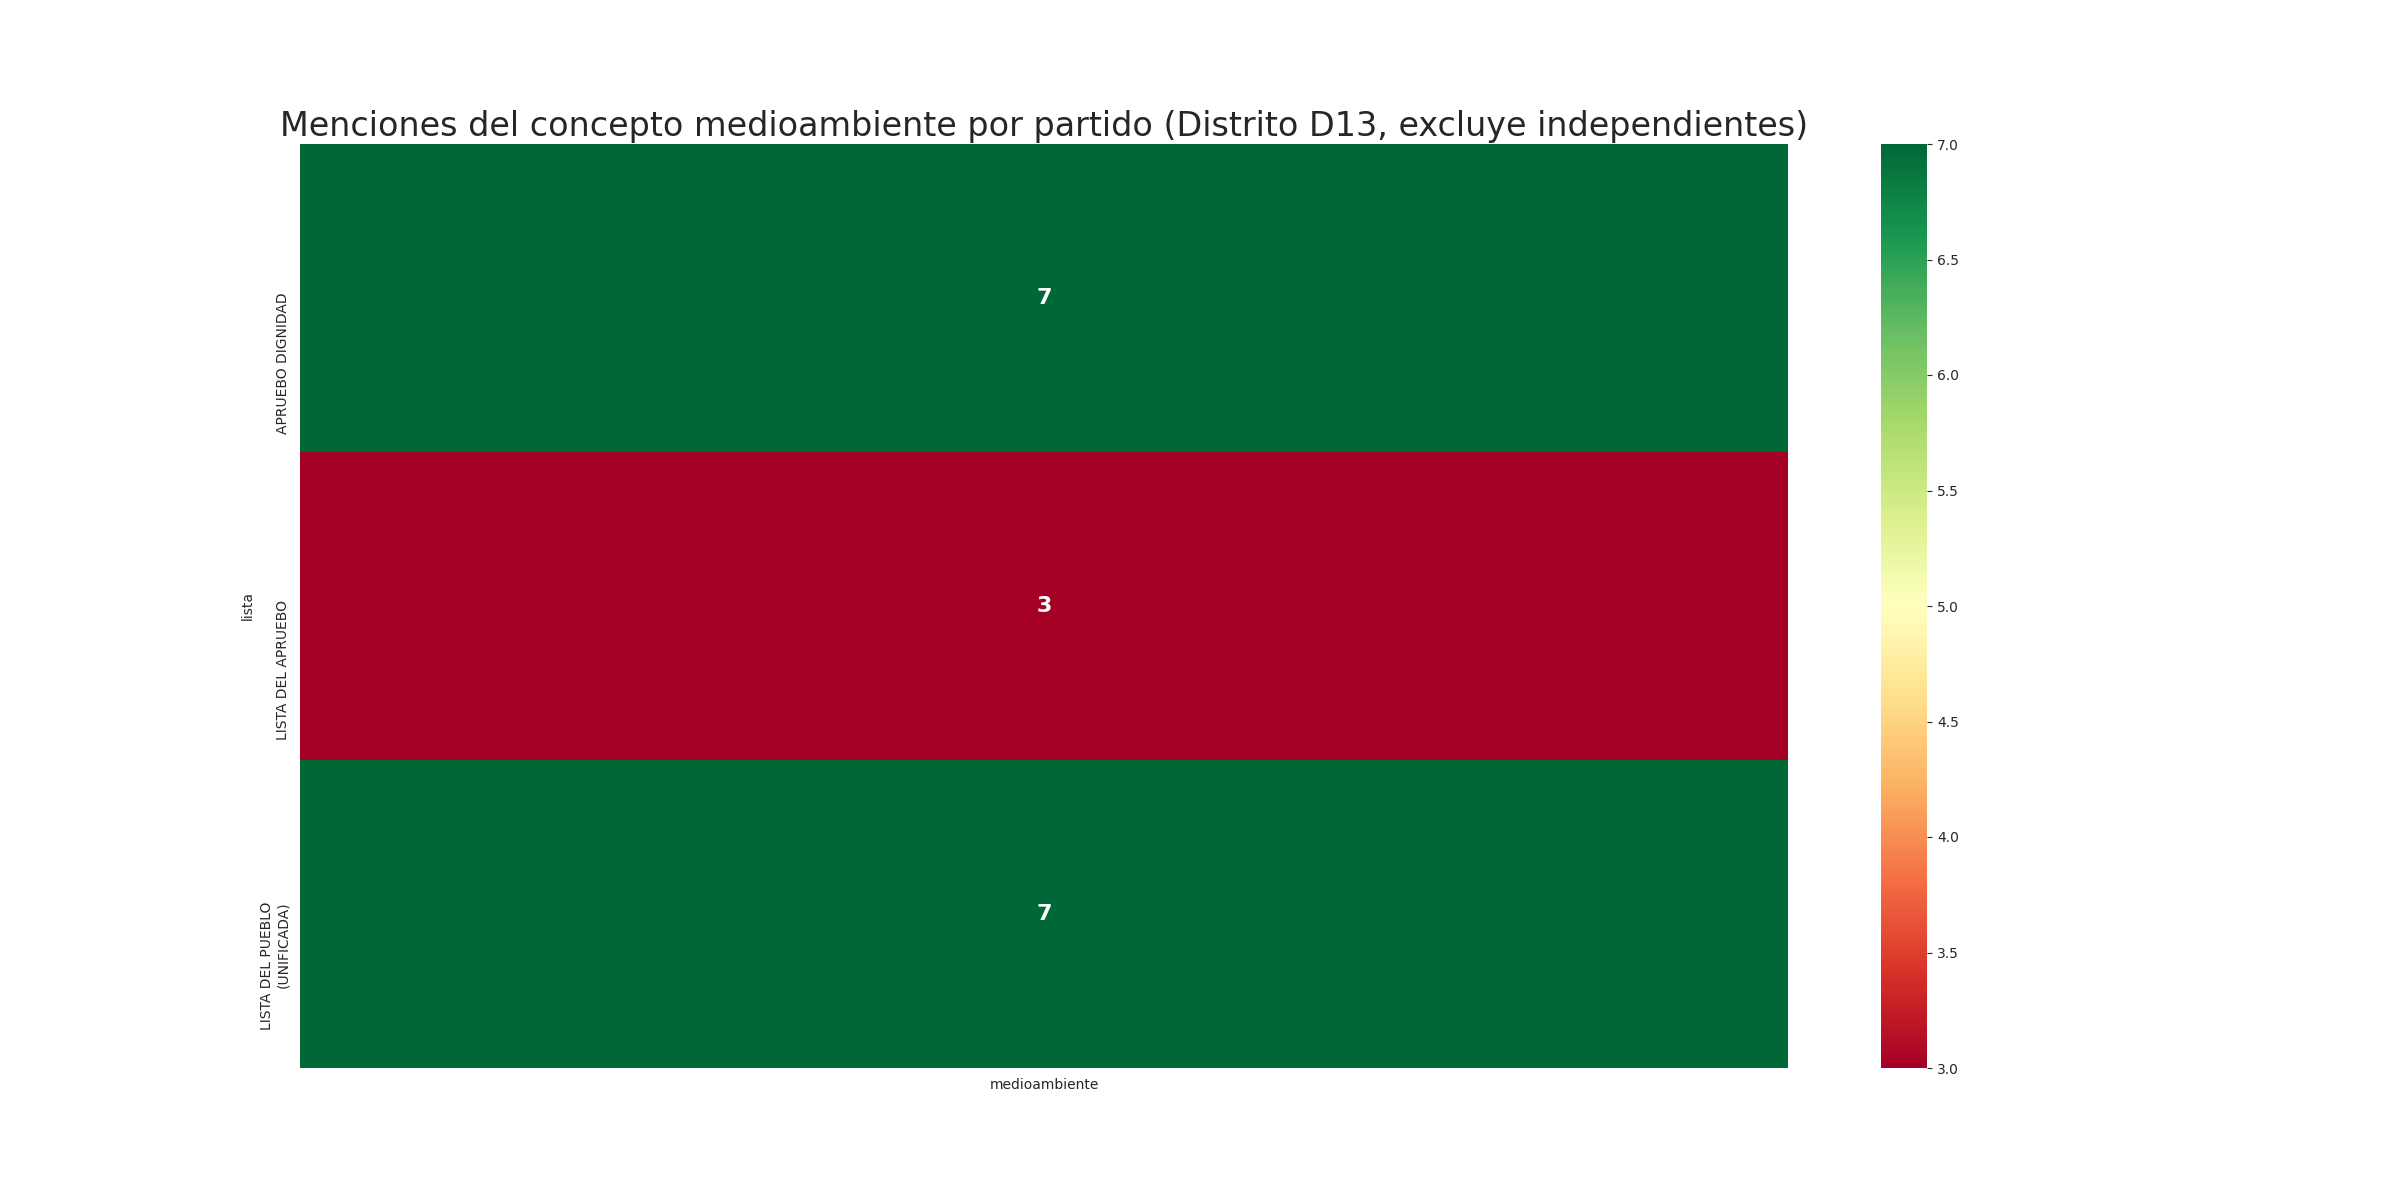 Menciones del concepto medioambiente por partido (Distrito D13, excluye independientes)
lista
APRUEBO DIGNIDAD
7
LISTA DEL APRUEBO
3
LISTA DEL PUEBLO
(UNIFICADA)
7
medioambiente
7.0
6.5
6.0
5.5
5.0
4.5
4.0
3.5
3.0